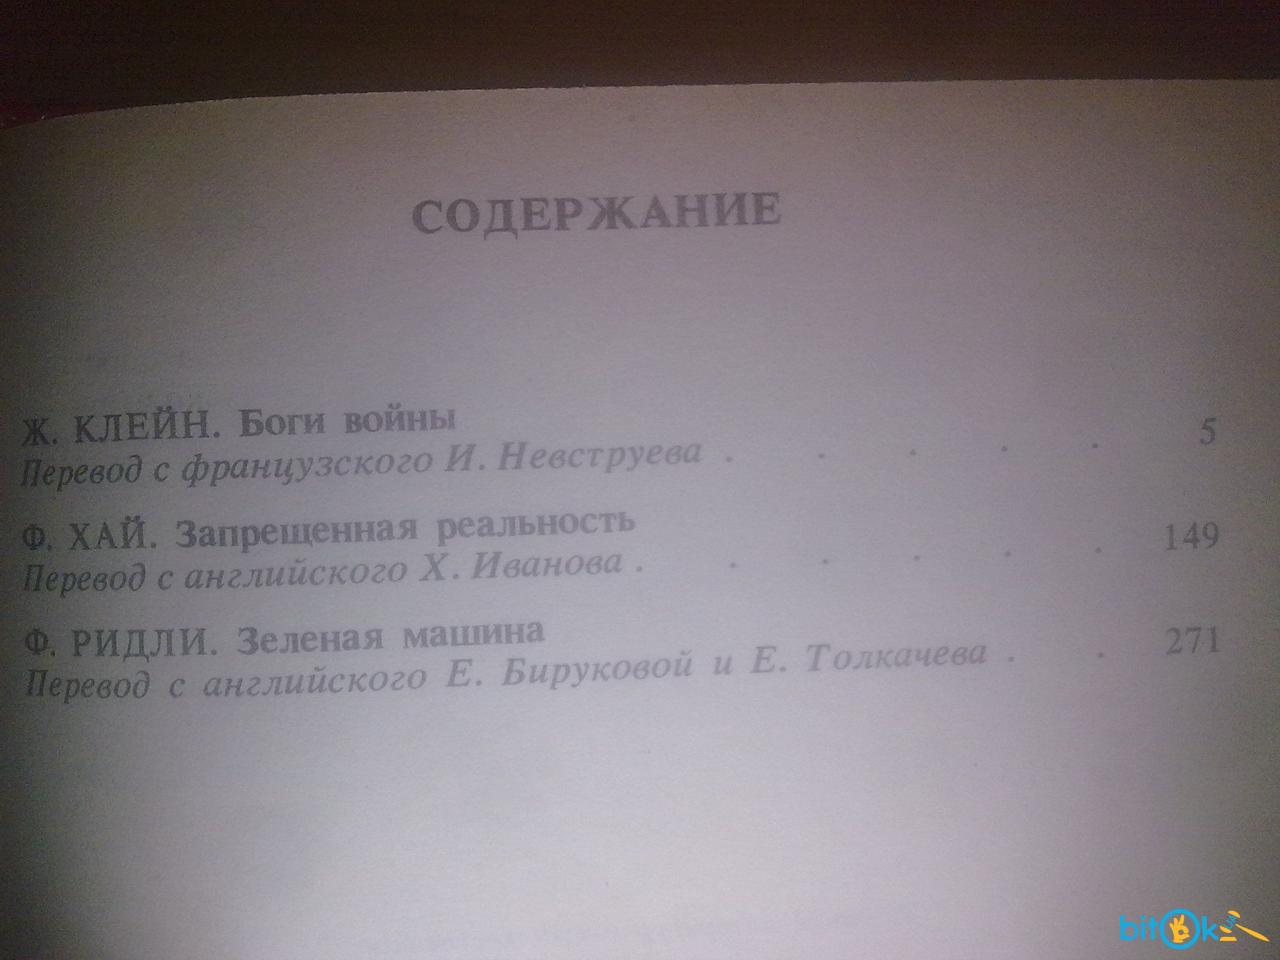 СОДЕРЖАНИЕ
Ж. КЛЕЙН. Боги войны
Перевод с французского И. Невструева . . . . . 5
Ф. ХАЙ. Запрещенная реальность
Перевод с английского Х. Иванова . . . . . . 149
Ф. РИДЛИ. Зеленая машина
Перевод с английского Е. Бируковой и Е. Толкачева . . 271
bitok